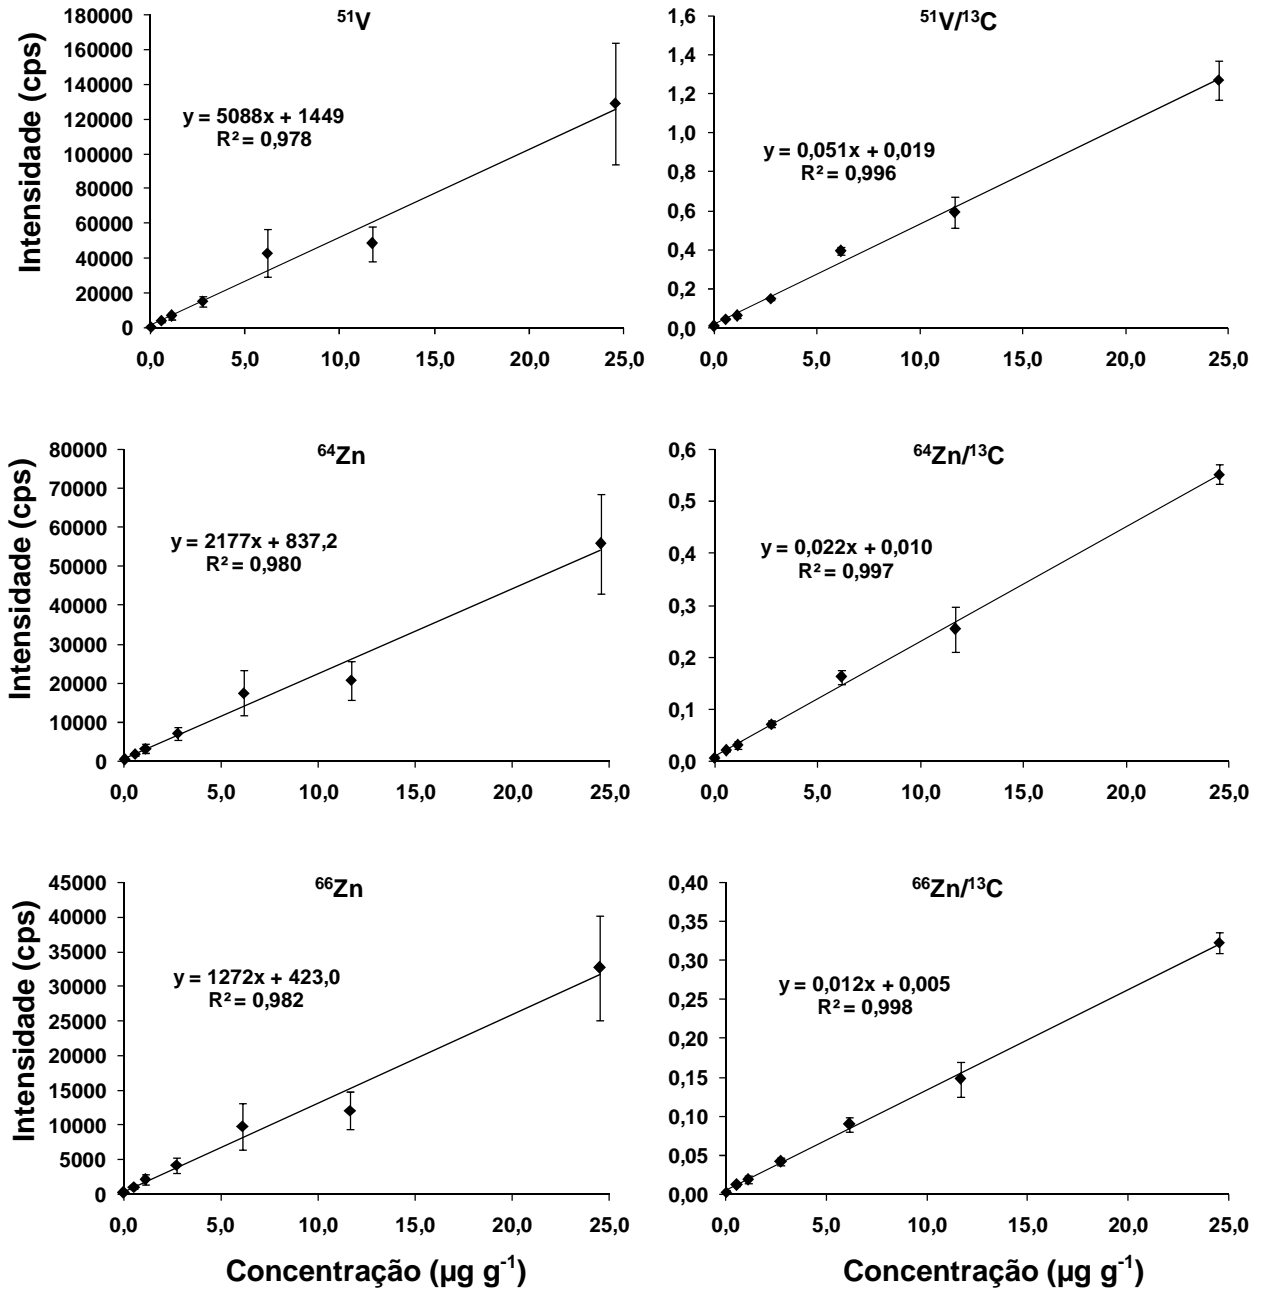 ⁵¹V
Intensidade (cps)
180000
160000
140000
120000
100000
80000
60000
40000
20000
0
y = 5088x + 1449
R² = 0,978
0,0 5,0 10,0 15,0 20,0 25,0
⁵¹V/¹³C
1,6
1,4
1,2
1,0
0,8
0,6
0,4
0,2
0,0
y = 0,051x + 0,019
R² = 0,996
0,0 5,0 10,0 15,0 20,0 25,0
⁶⁴Zn
Intensidade (cps)
80000
70000
60000
50000
40000
30000
20000
10000
0
y = 2177x + 837,2
R² = 0,980
0,0 5,0 10,0 15,0 20,0 25,0
⁶⁴Zn/¹³C
0,6
0,5
0,4
0,3
0,2
0,1
0,0
y = 0,022x + 0,010
R² = 0,997
0,0 5,0 10,0 15,0 20,0 25,0
⁶⁶Zn
Intensidade (cps)
45000
40000
35000
30000
25000
20000
15000
10000
5000
0
y = 1272x + 423,0
R² = 0,982
0,0 5,0 10,0 15,0 20,0 25,0
Concentração (µg g⁻¹)
⁶⁶Zn/¹³C
0,40
0,35
0,30
0,25
0,20
0,15
0,10
0,05
0,00
y = 0,012x + 0,005
R² = 0,998
0,0 5,0 10,0 15,0 20,0 25,0
Concentração (µg g⁻¹)